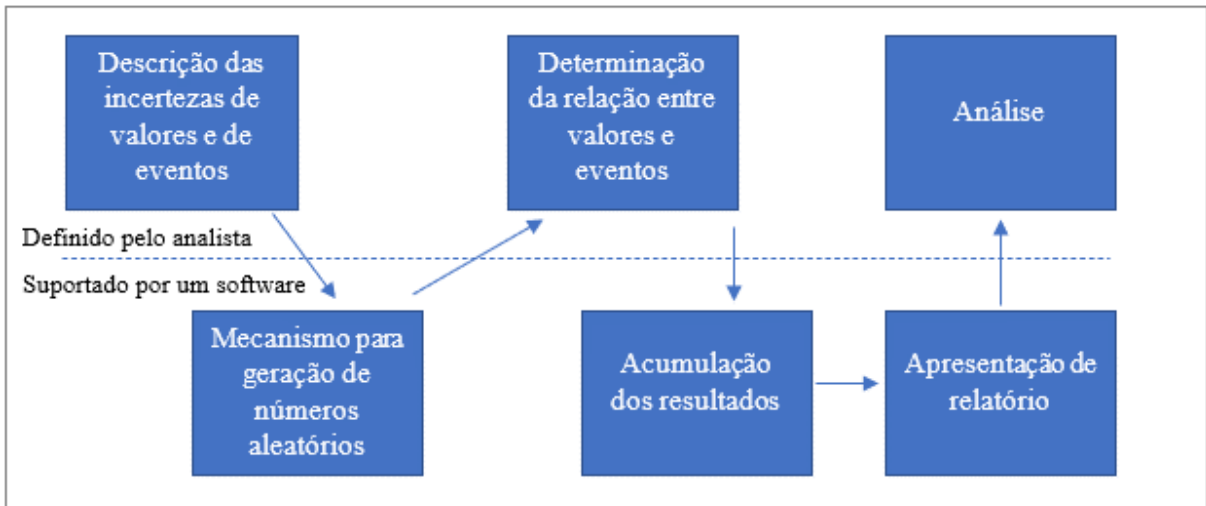 Descrição das
incertezas de
valores e de
eventos
Determinação
da relação entre
valores e
eventos
Análise
Definido pelo analista
Suportado por um software
Mecanismo para
geração de
números
aleatórios
Acumulação
dos resultados
Apresentação de
relatório